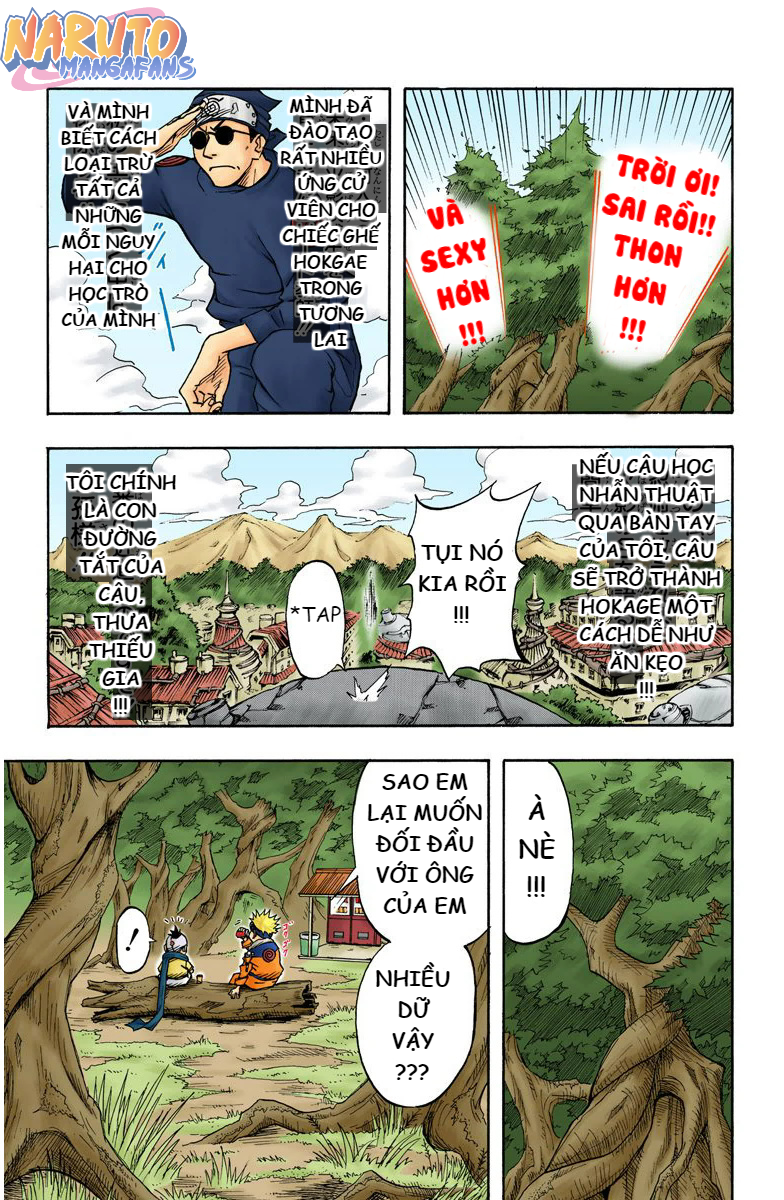 NARUTO
MANGAFANS
TRỜI ƠI!
SAI RỒI!!
THON
HƠN
!!!
VÀ
SEXY
HƠN
!!!
MÌNH ĐÃ
ĐÀO TẠO
RẤT NHIỀU
ỨNG CỬ
VIÊN CHO
CHIẾC GHẾ
HOKGAE
TRONG
TƯƠNG
LAI
VÀ MÌNH
BIẾT CÁCH
LOẠI TRỪ
TẤT CẢ
NHỮNG
MỐI NGUY
HẠI CHO
HỌC TRÒ
CỦA MÌNH
NẾU CẬU HỌC
NHẪN THUẬT
QUA BÀN TAY
CỦA TÔI, CẬU
SẼ TRỞ THÀNH
HOKAGE MỘT
CÁCH DỄ NHƯ
ĂN KẸO
!!!
TỤI NÓ
KIA RỒI
!!!
*TAP
TÔI CHÍNH
LÀ CON
ĐƯỜNG
TẮT CỦA
CẬU,
THƯA
THIẾU
GIA
!!!
À
NÈ
!!!
SAO EM
LẠI MUỐN
ĐỐI ĐẦU
VỚI ÔNG
CỦA EM
NHIỀU
DỮ
VẬY
???
!